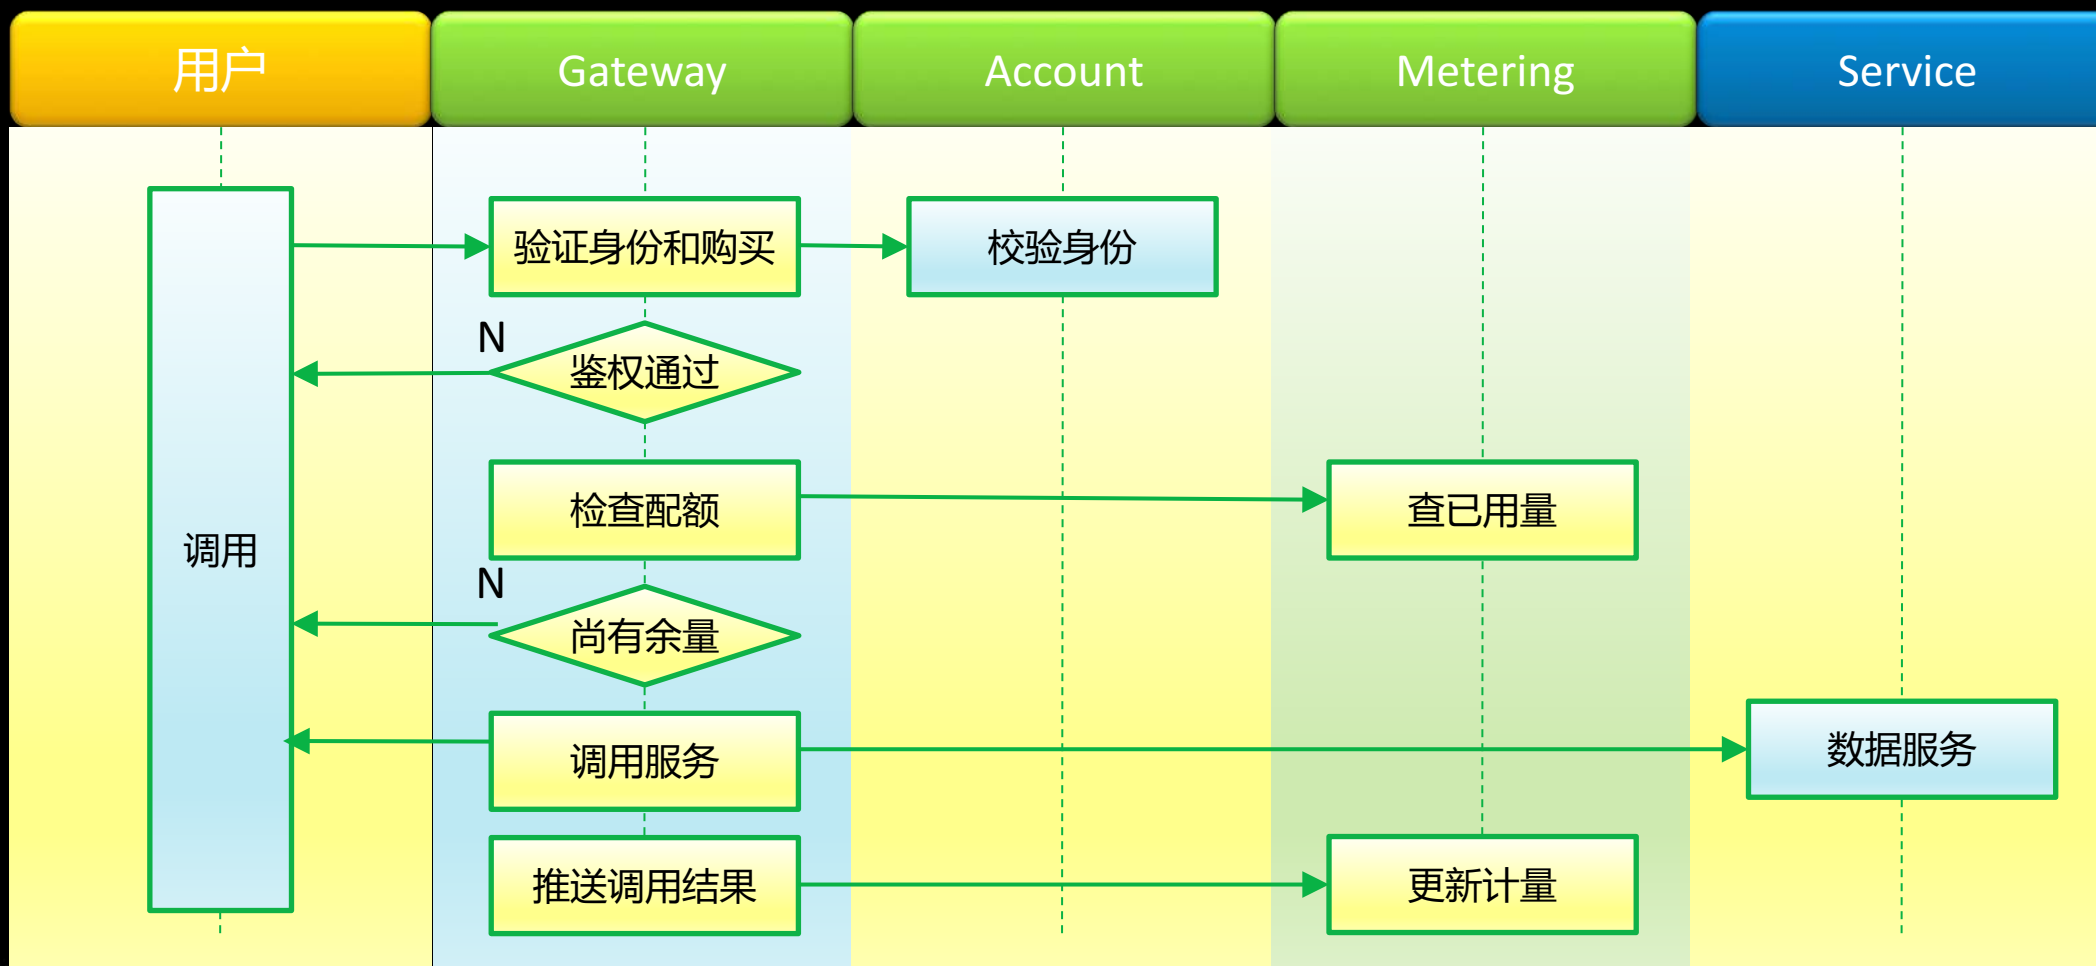 用户
Gateway
Account
Metering
Service
验证身份和购买
校验身份
N
鉴权通过
检查配额
查已用量
调用
N
尚有余量
调用服务
数据服务
推送调用结果
更新计量